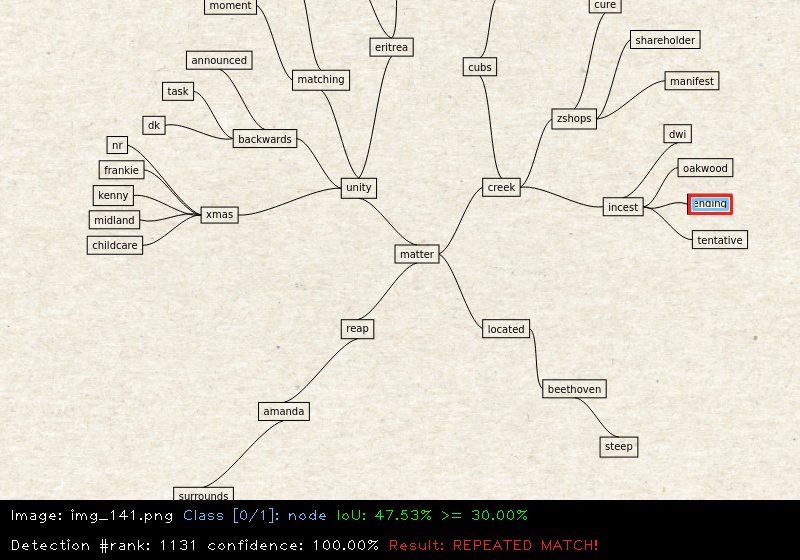 moment
cure
eritrea
shareholder
announced
cubs
matching
manifest
task
zshops
dk
backwards
dwi
nr
frankie
oakwood
unity
creek
kenny
incest
ending
xmas
midland
tentative
childcare
matter
reap
located
beethoven
amanda
steep
surrounds
Image: img_141.png Class [0/1]: node IoU: 47.53% >= 30.00%
Detection #rank: 1131 confidence: 100.00% Result: REPEATED MATCH!